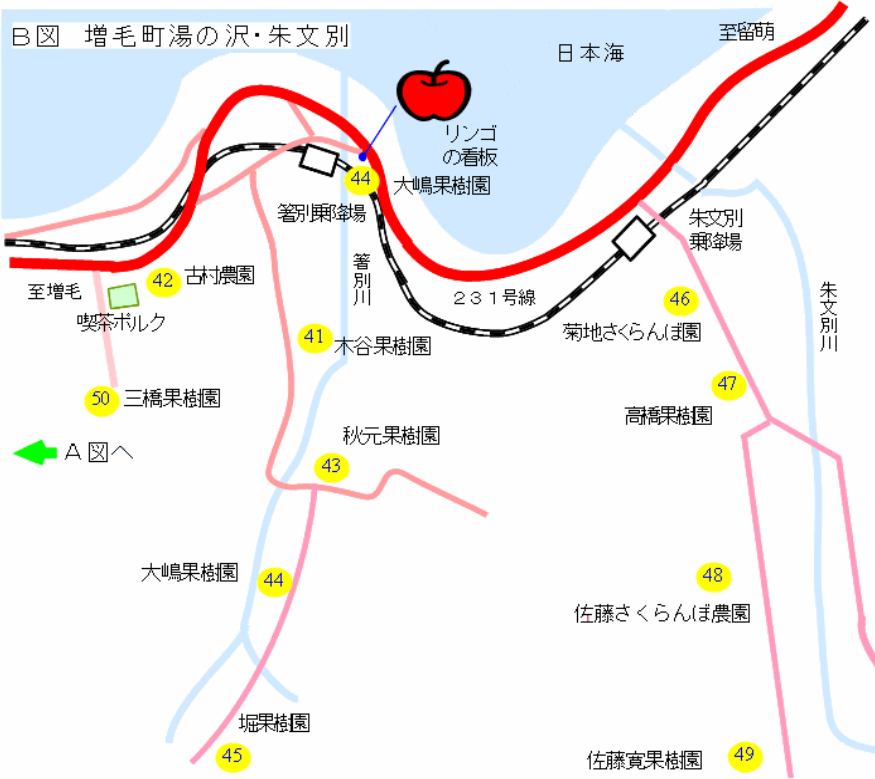 B図 増毛町湯の沢・朱文別
至留萌
日本海
リンゴ
の看板
44
大嶋果樹園
箸別乗降場
朱文別
乗降場
箸別川
42
古村農園
至増毛
喫茶ポルク
231号線
46
菊地さくらんぼ園
朱文別川
41
木谷果樹園
50
三橋果樹園
47
高橋果樹園
A図へ
秋元果樹園
43
大嶋果樹園
44
48
佐藤さくらんぼ農園
堀果樹園
45
佐藤寛果樹園
49